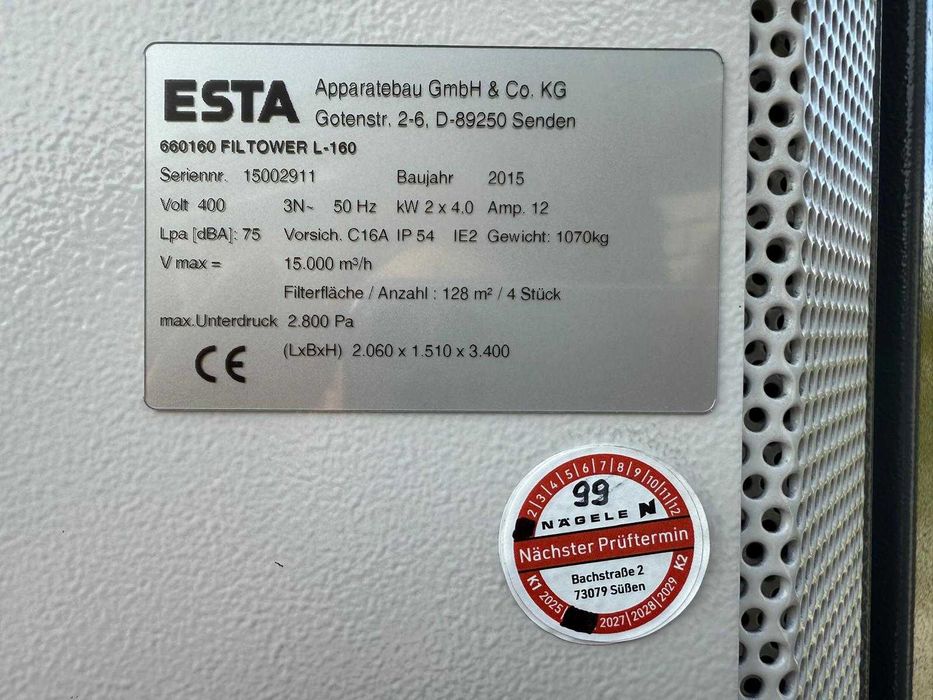 ESTA Apparatebau GmbH & Co. KG
Gotenstr. 2-6, D-89250 Senden
660160 FILTOWER L-160
Seriennr. 15002911 Baujahr 2015
Volt 400 3N~ 50 Hz kW 2 x 4.0 Amp. 12
Lpa [dBA]: 75 Vorsich. C16A IP 54 IE2 Gewicht: 1070kg
V max = 15.000 m³/h
Filterfläche / Anzahl : 128 m² / 4 Stück
max.Unterdruck 2.800 Pa
CE (LxBxH) 2.060 x 1.510 x 3.400
2|3|4|5|6|7|8|9|10|11|12
99
NÄGELE N
Nächster Prüftermin
Bachstraße 2
73079 Süßen
K1 2025 2027|2028|2029 K2